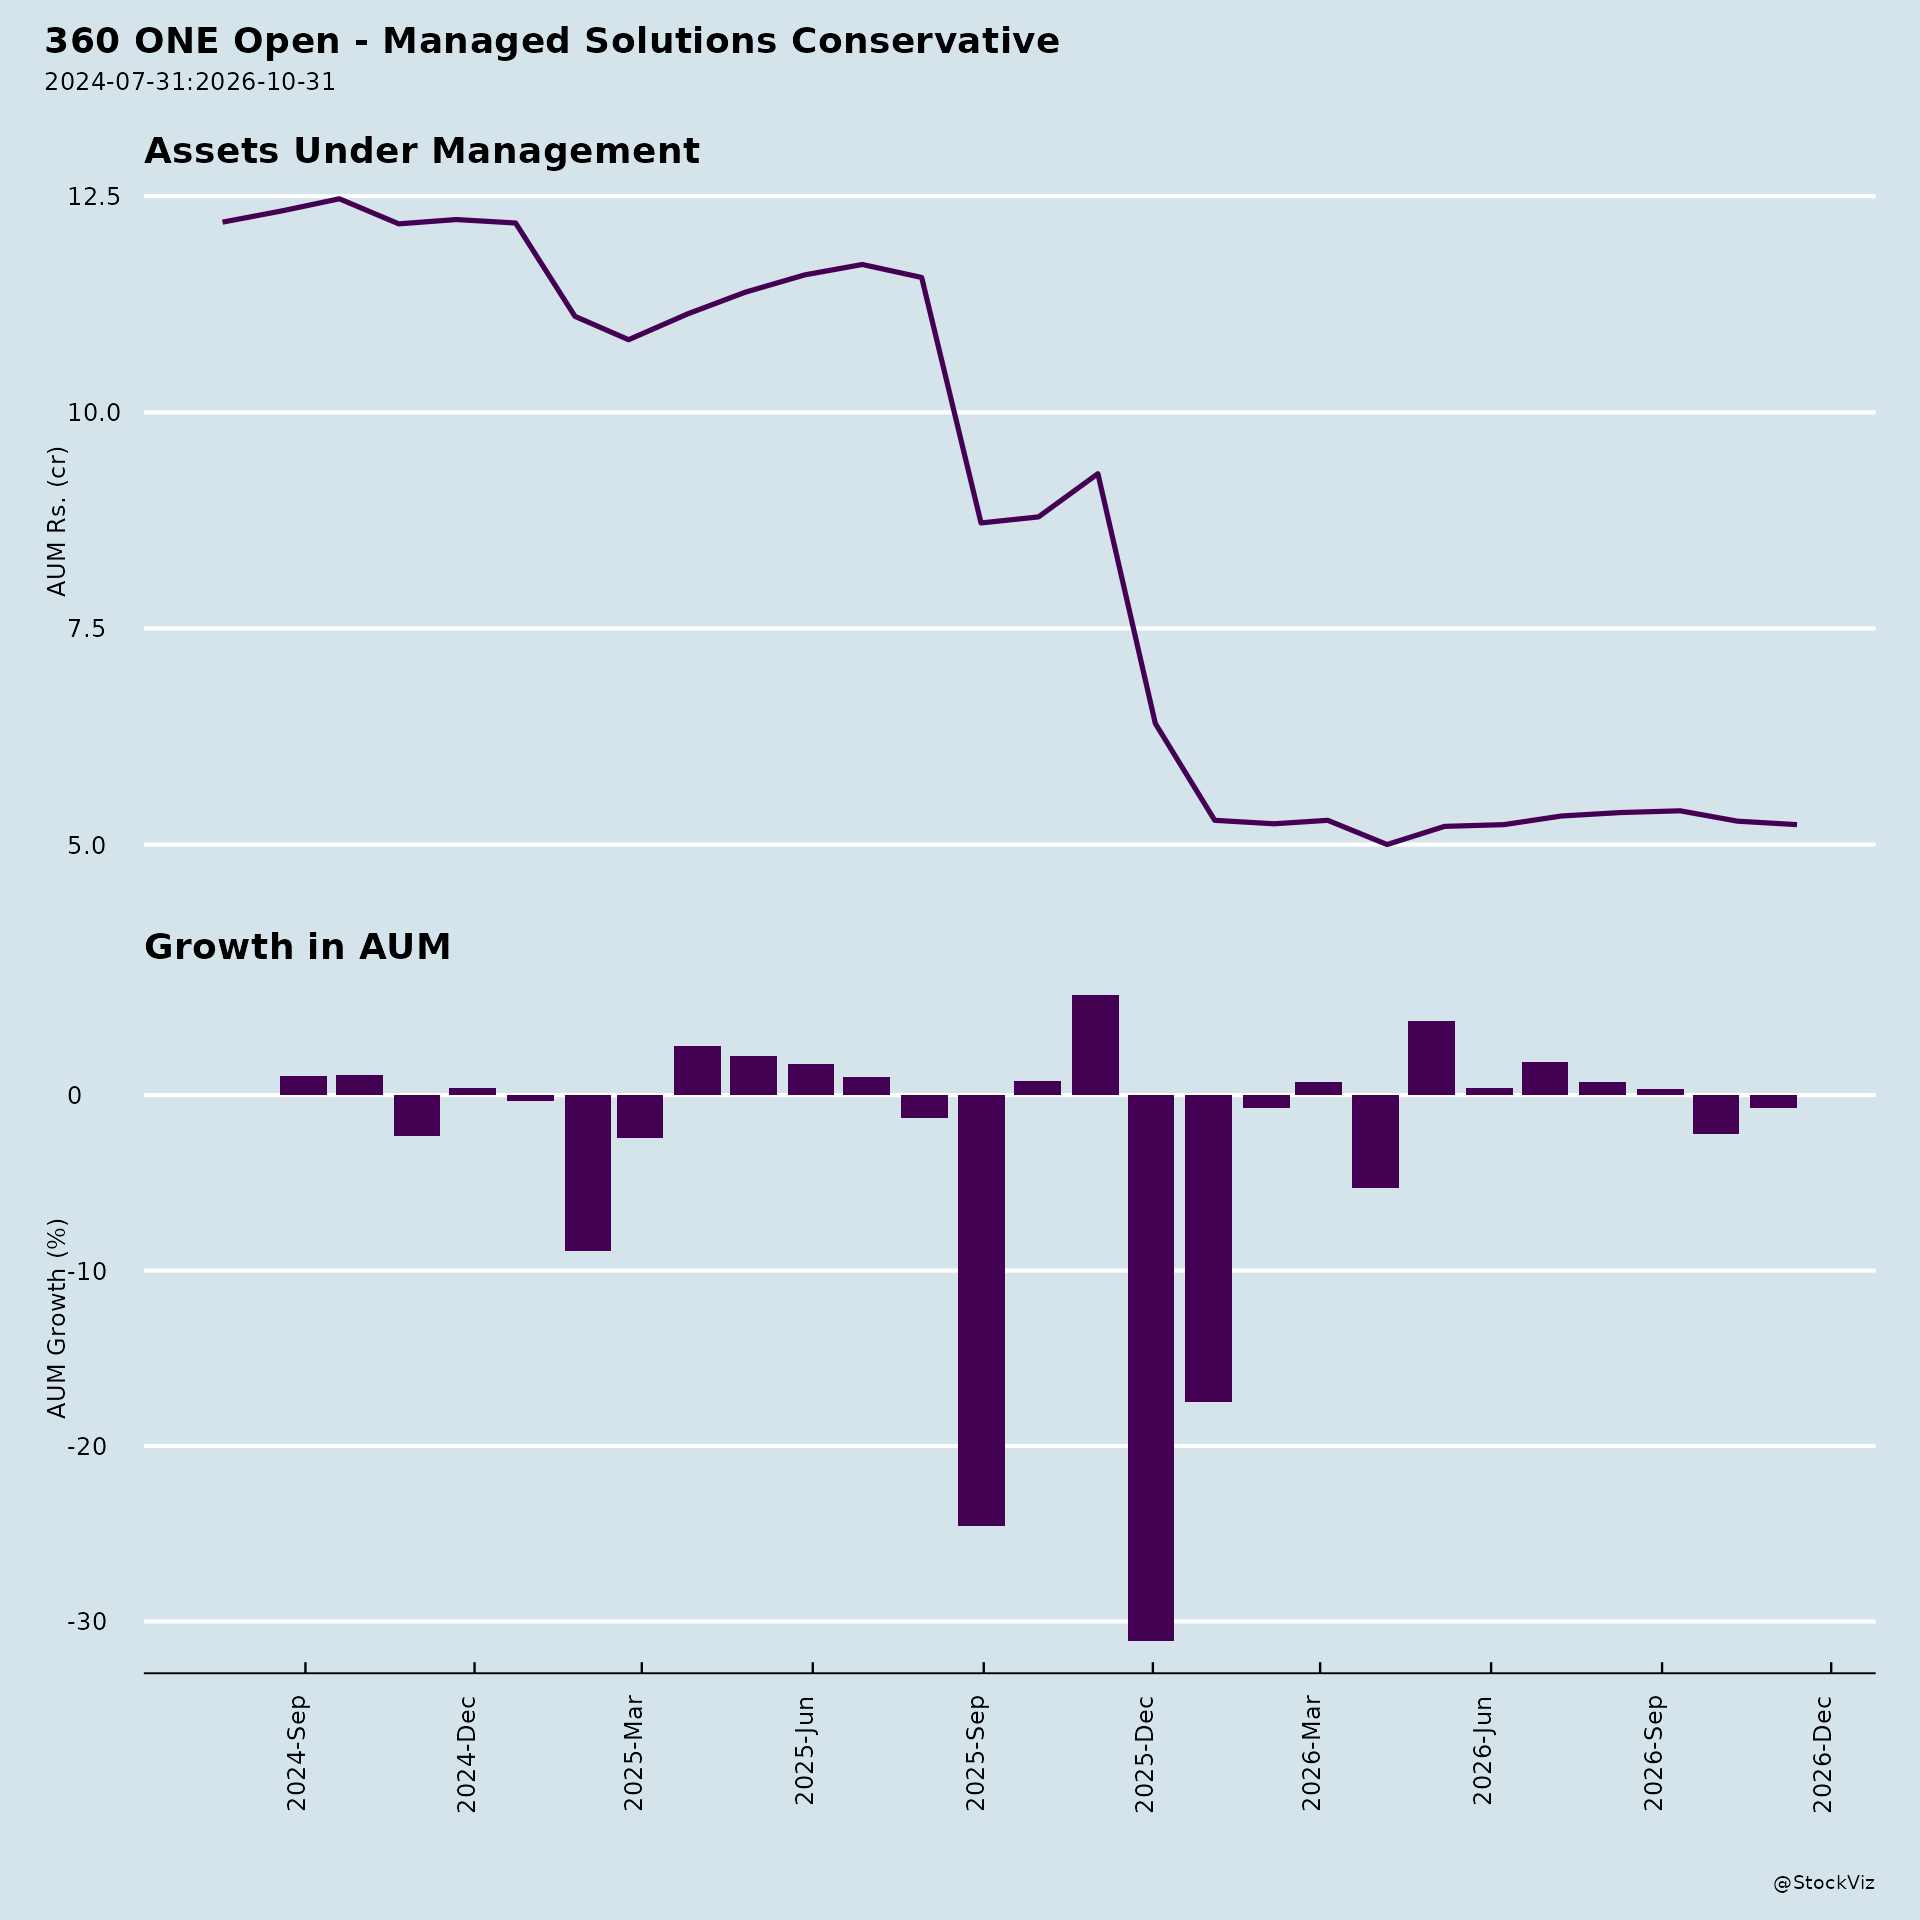 360 ONE Open - Managed Solutions Conservative
2024-07-31:2026-10-31
Assets Under Management
12.5
10.0
7.5
5.0
AUM Rs. (cr)
Growth in AUM
0
-10
-20
-30
AUM Growth (%)
2024-Sep
2024-Dec
2025-Mar
2025-Jun
2025-Sep
2025-Dec
2026-Mar
2026-Jun
2026-Sep
2026-Dec
@StockViz